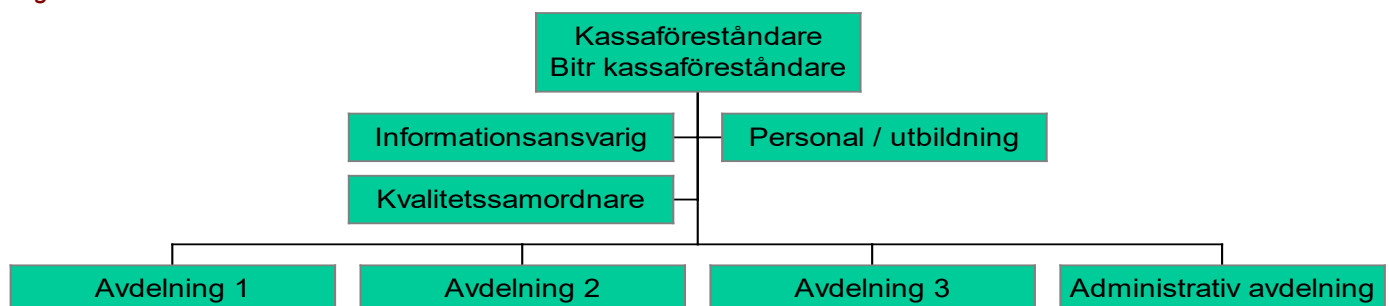 Kassaföreståndare
Bitr kassaföreståndare
Informationsansvarig
Personal / utbildning
Kvalitetssamordnare
Avdelning 1
Avdelning 2
Avdelning 3
Administrativ avdelning